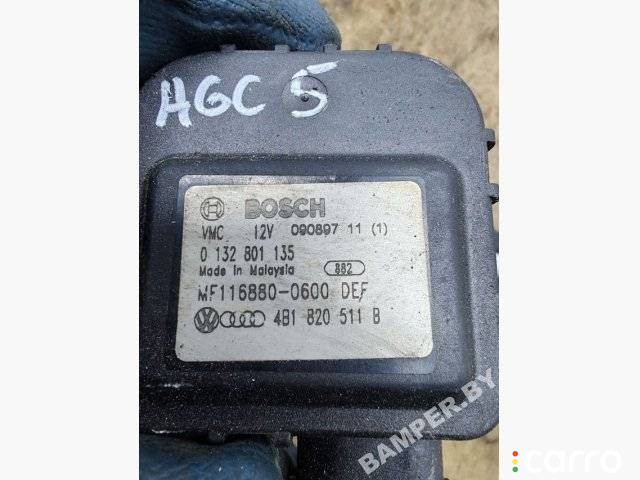 AGC 5
BOSCH
VMC 12V 090897 11 (1)
0 132 801 135
Made in Malaysia 882
MF116880-0600 DEF
4B1 820 511 B
BAMPER.BY
carro